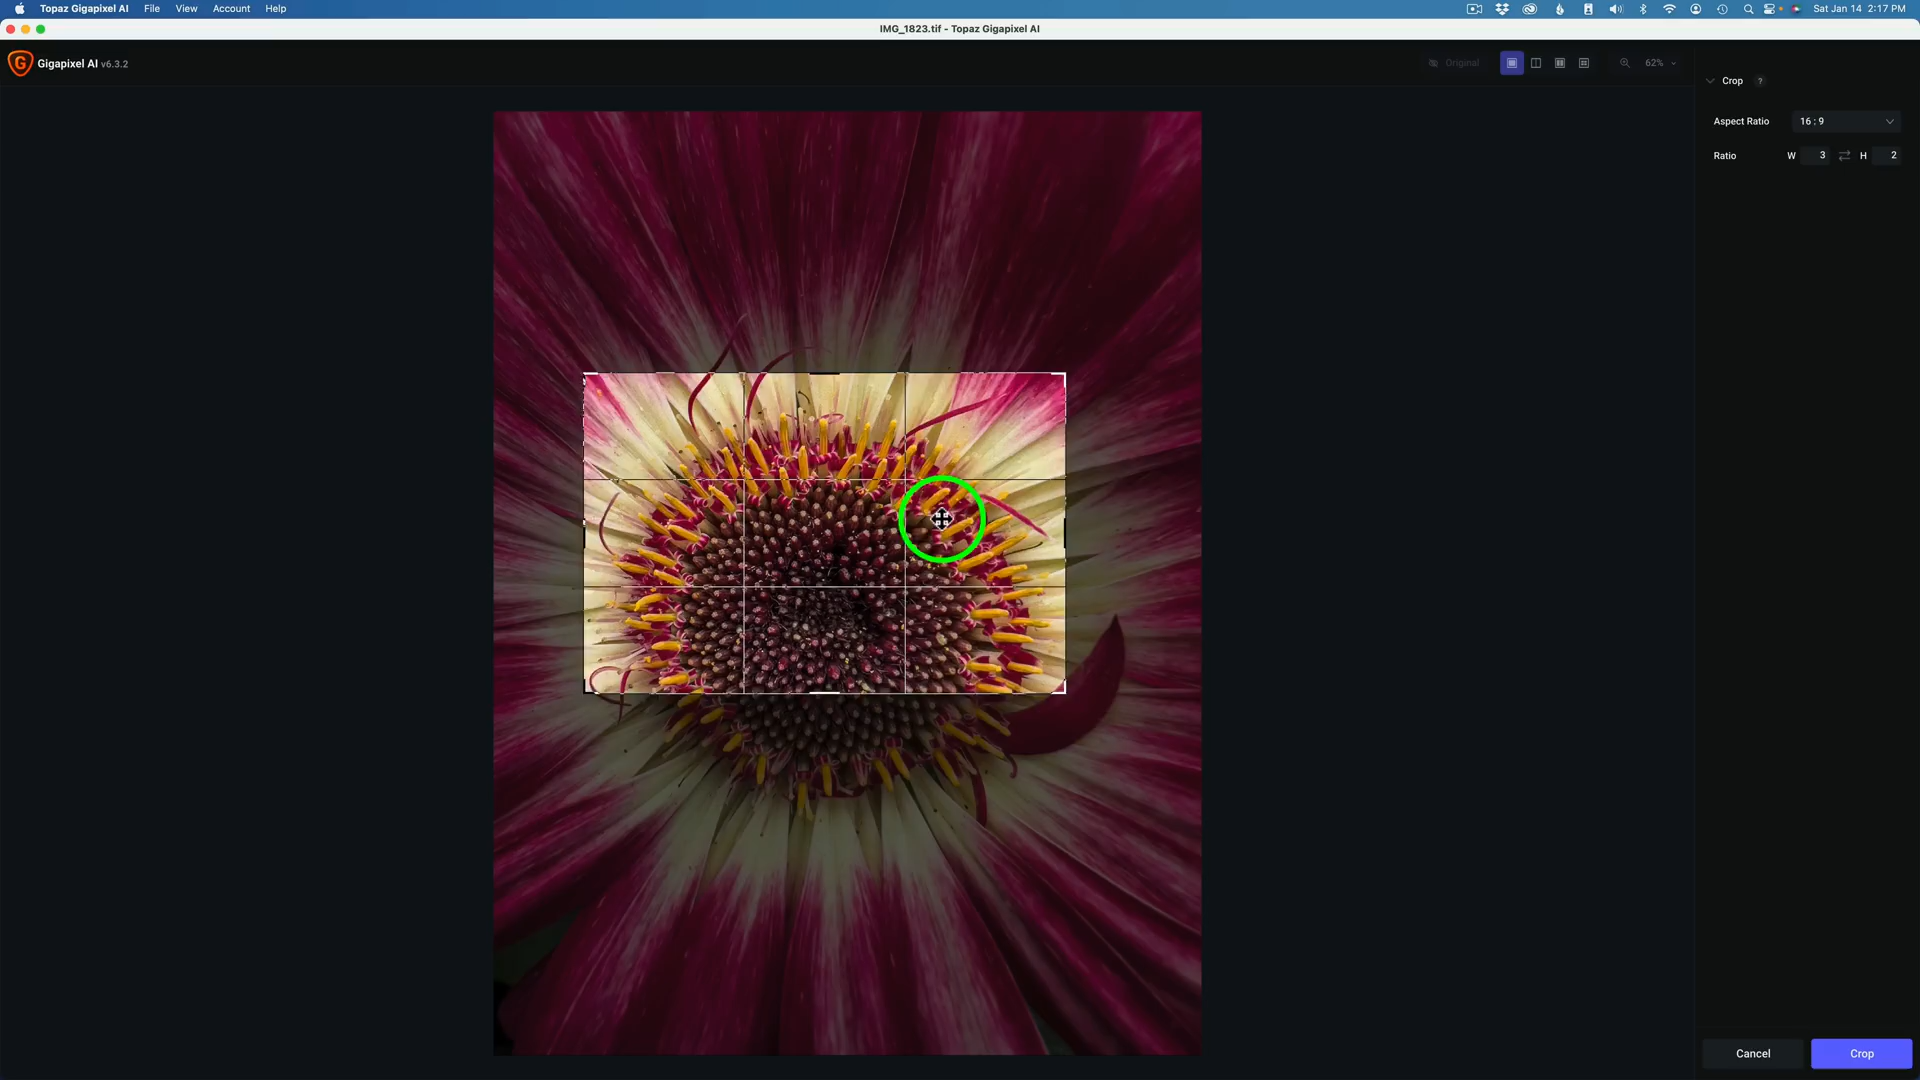 Topaz Gigapixel AI File View Account Help Sat Jan 14 2:17 PM
IMG_1823.tif - Topaz Gigapixel AI
G Gigapixel AI v6.3.2 Original 62%
Crop ?
Aspect Ratio 16 : 9
Ratio W 3 H 2
Cancel Crop